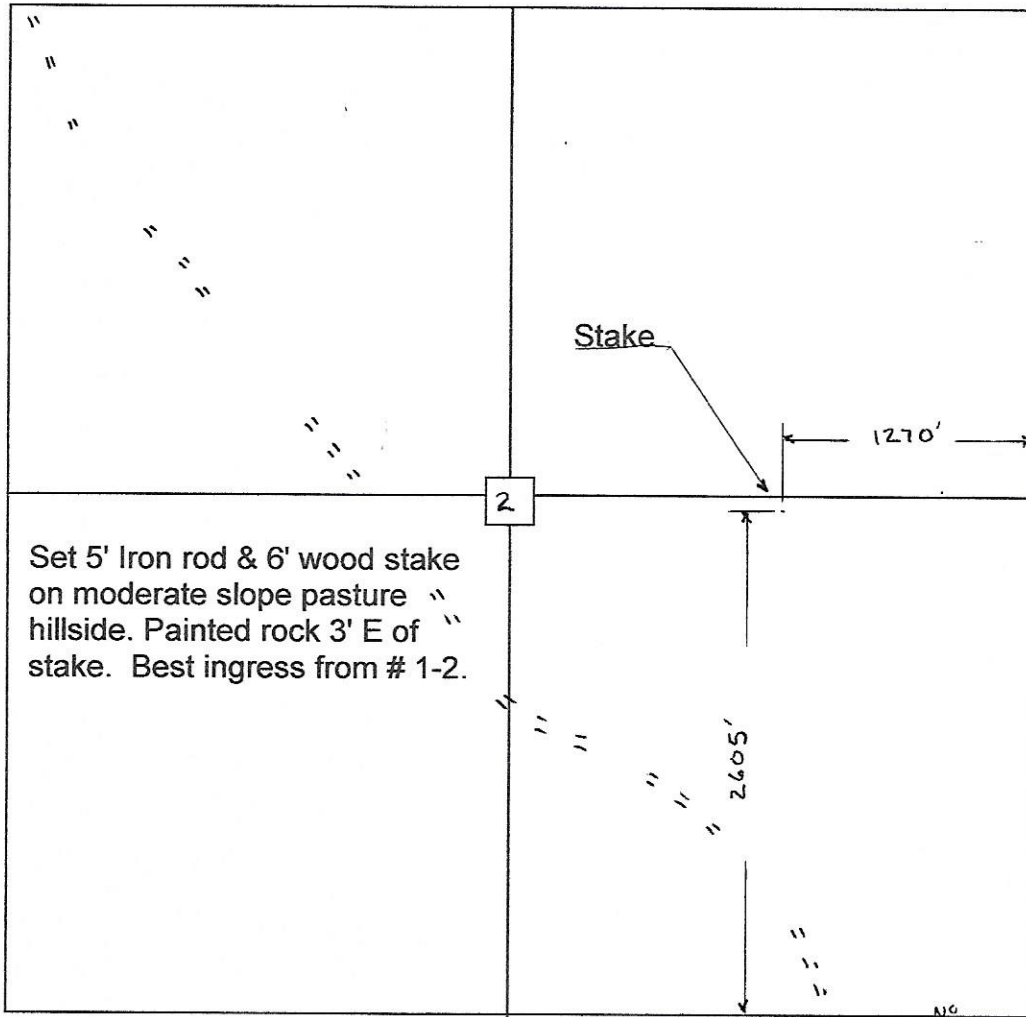 Stake
1270'
2
Set 5' Iron rod & 6' wood stake
on moderate slope pasture
hillside. Painted rock 3' E of
stake. Best ingress from # 1-2.
2605'